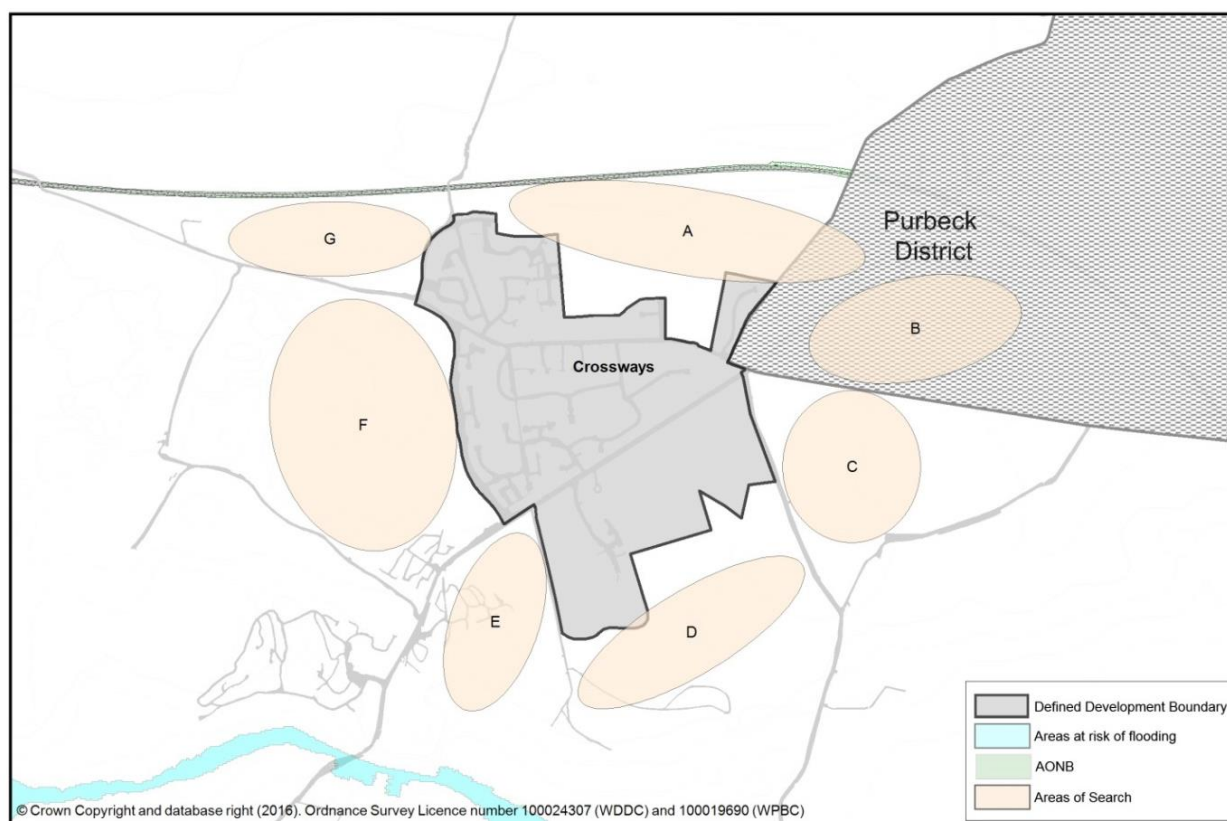 G
A
Purbeck
District
B
Crossways
F
C
E
D
Defined Development Boundary
Areas at risk of flooding
AONB
Areas of Search
© Crown Copyright and database right (2016). Ordnance Survey Licence number 100024307 (WDDC) and 100019690 (WPBC)